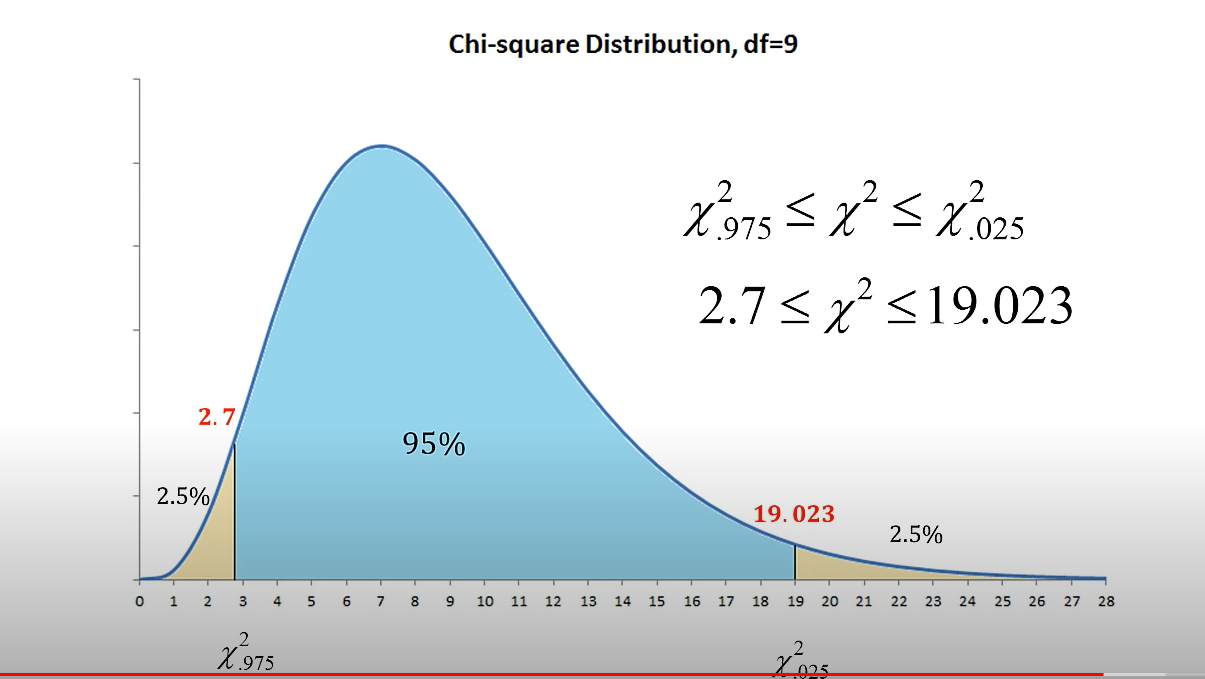 Chi-square Distribution, df=9
χ².975 ≤ χ² ≤ χ².025
2.7 ≤ χ² ≤ 19.023
2.7
95%
2.5%
19.023
2.5%
0 1 2 3 4 5 6 7 8 9 10 11 12 13 14 15 16 17 18 19 20 21 22 23 24 25 26 27 28
χ².975
χ².025